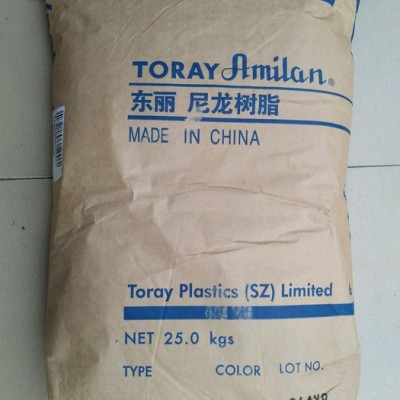 TORAY Amilan®
东丽 尼龙树脂
MADE IN CHINA
Toray Plastics (SZ) Limited
NET 25.0 kgs
TYPE COLOR LOT NO.